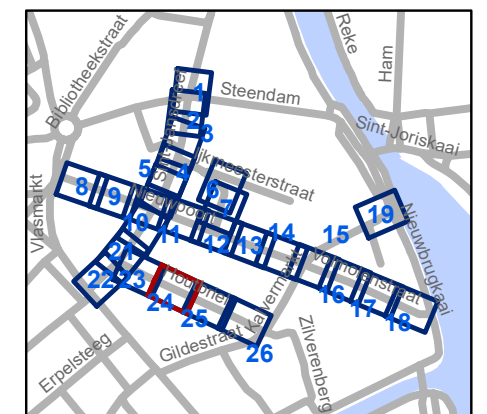 Bibliotheekstraat
Reke
Ham
Steendam
Sint-Joriskaai
Vlasmarkt
Nieuwpoort
Nieuwbrugkaai
Kalvermarkt
Gildestraat
Erpelsteeg
Zilverenberg
1
2
3
4
5
6
7
8
9
10
11
12
13
14
15
16
17
18
19
21
22
23
24
25
26